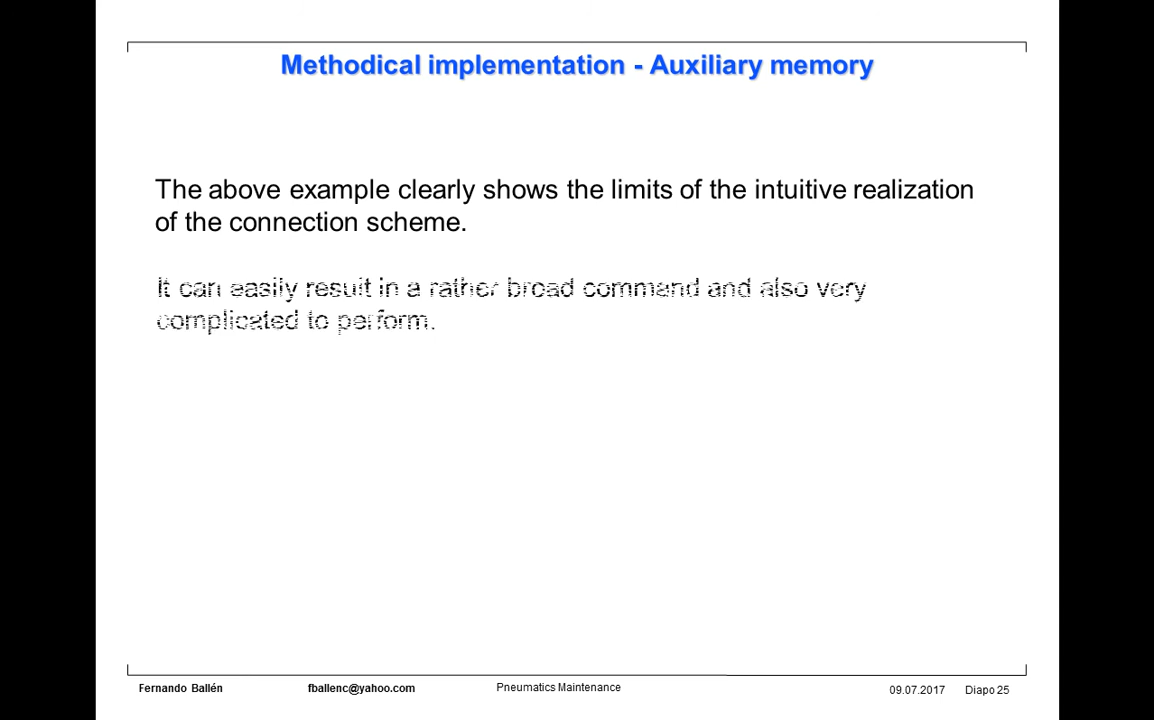 Methodical implementation - Auxiliary memory
The above example clearly shows the limits of the intuitive realization
of the connection scheme.
It can easily result in a rather broad command and also very
complicated to perform.
Fernando Ballén
fballenc@yahoo.com
Pneumatics Maintenance
09.07.2017
Diapo 25